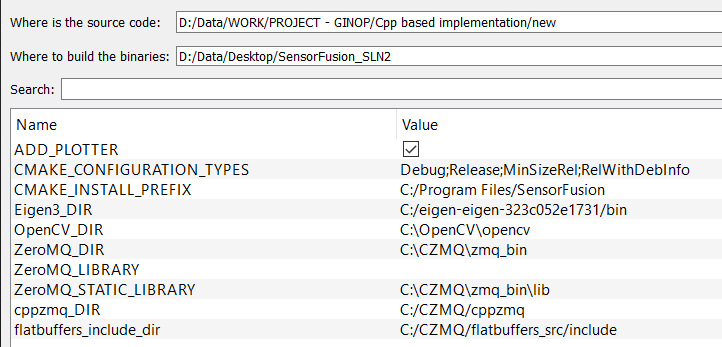 Where is the source code: D:/Data/WORK/PROJECT - GINOP/Cpp based implementation/new
Where to build the binaries: D:/Data/Desktop/SensorFusion_SLN2
Search:
Name Value
ADD_PLOTTER
CMAKE_CONFIGURATION_TYPES Debug;Release;MinSizeRel;RelWithDebInfo
CMAKE_INSTALL_PREFIX C:/Program Files/SensorFusion
Eigen3_DIR C:/eigen-eigen-323c052e1731/bin
OpenCV_DIR C:\OpenCV\opencv
ZeroMQ_DIR C:\CZMQ\zmq_bin
ZeroMQ_LIBRARY
ZeroMQ_STATIC_LIBRARY C:\CZMQ\zmq_bin\lib
cppzmq_DIR C:/CZMQ/cppzmq
flatbuffers_include_dir C:/CZMQ/flatbuffers_src/include